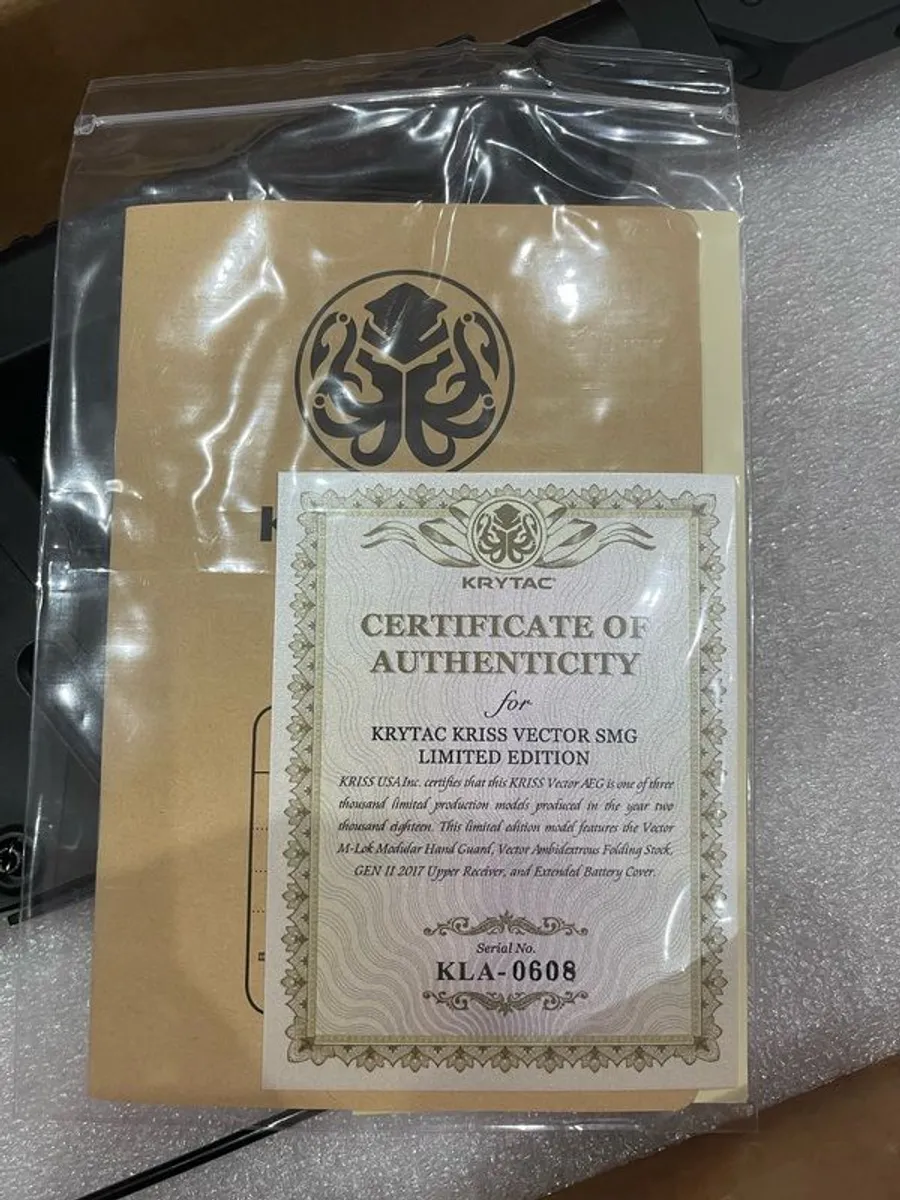 KRYTAC
CERTIFICATE OF
AUTHENTICITY
for
KRYTAC KRISS VECTOR SMG
LIMITED EDITION
KRISS USA Inc. certifies that this KRISS Vector AEG is one of three
thousand limited production models produced in the year two
thousand eighteen. This limited edition model features the Vector
M-Lok Modular Hand Guard, Vector Ambidextrous Folding Stock,
GEN II 2017 Upper Receiver, and Extended Battery Cover.
Serial No.
KLA-0608